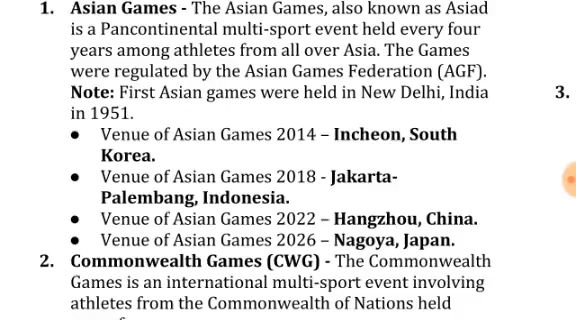 1. Asian Games - The Asian Games, also known as Asiad
is a Pancontinental multi-sport event held every four
years among athletes from all over Asia. The Games
were regulated by the Asian Games Federation (AGF).
Note: First Asian games were held in New Delhi, India
in 1951.
● Venue of Asian Games 2014 – Incheon, South
Korea.
● Venue of Asian Games 2018 - Jakarta-
Palembang, Indonesia.
● Venue of Asian Games 2022 – Hangzhou, China.
● Venue of Asian Games 2026 – Nagoya, Japan.
2. Commonwealth Games (CWG) - The Commonwealth
Games is an international multi-sport event involving
athletes from the Commonwealth of Nations held
3.